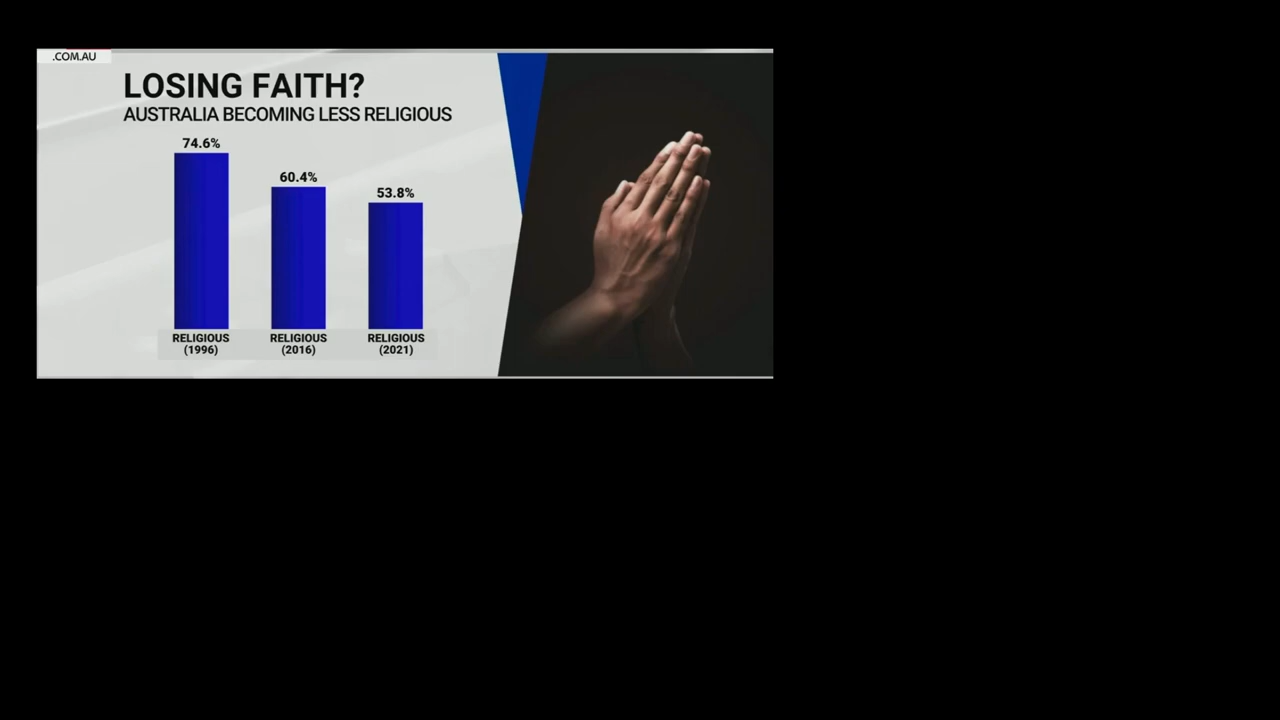 .COM.AU
LOSING FAITH?
AUSTRALIA BECOMING LESS RELIGIOUS
74.6%
60.4%
53.8%
RELIGIOUS
(1996)
RELIGIOUS
(2016)
RELIGIOUS
(2021)